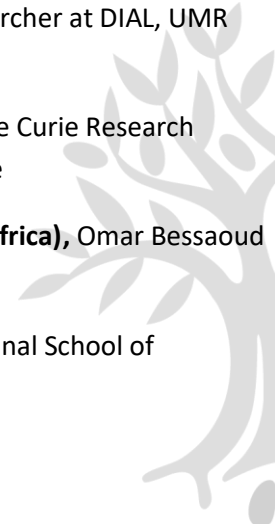 rcher at DIAL, UMR
e Curie Research
frica), Omar Bessaoud
nal School of